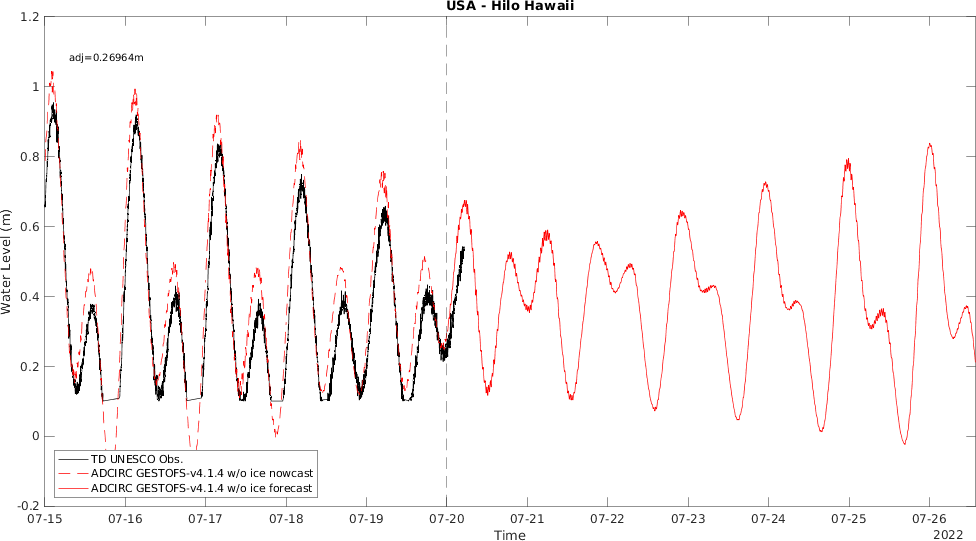 USA - Hilo Hawaii
1.2
adj=0.26964m
1
0.8
0.6
0.4
0.2
0
-0.2
Water Level (m)
TD UNESCO Obs.
ADCIRC GESTOFS-v4.1.4 w/o ice nowcast
ADCIRC GESTOFS-v4.1.4 w/o ice forecast
07-15 07-16 07-17 07-18 07-19 07-20 07-21 07-22 07-23 07-24 07-25 07-26
Time
2022